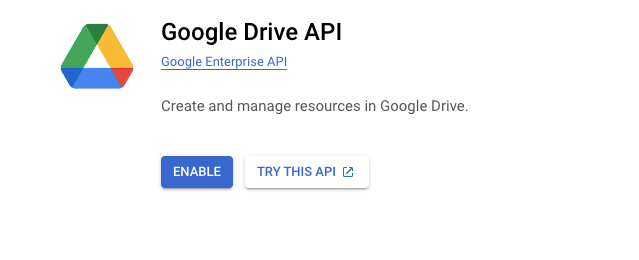 Google Drive API
Google Enterprise API
Create and manage resources in Google Drive.
ENABLE
TRY THIS API